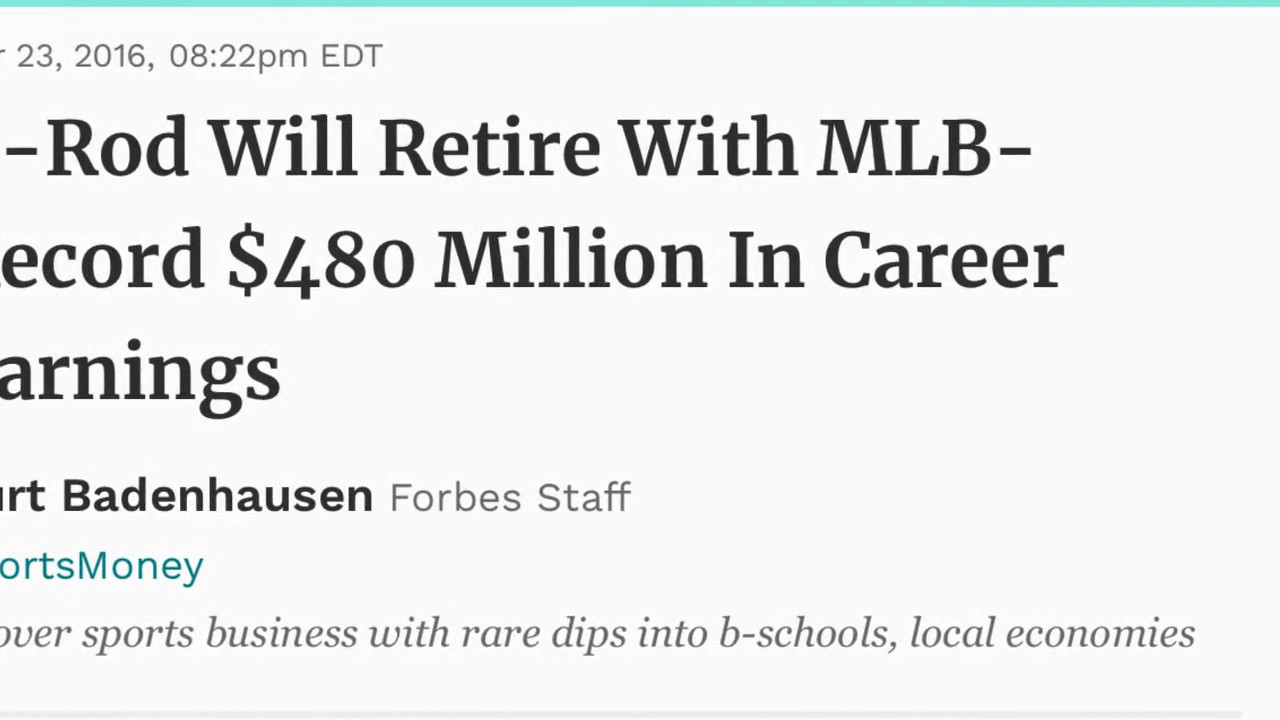 r 23, 2016, 08:22pm EDT
-Rod Will Retire With MLB-
ecord $480 Million In Career
arnings
urt Badenhausen Forbes Staff
ortsMoney
over sports business with rare dips into b-schools, local economies